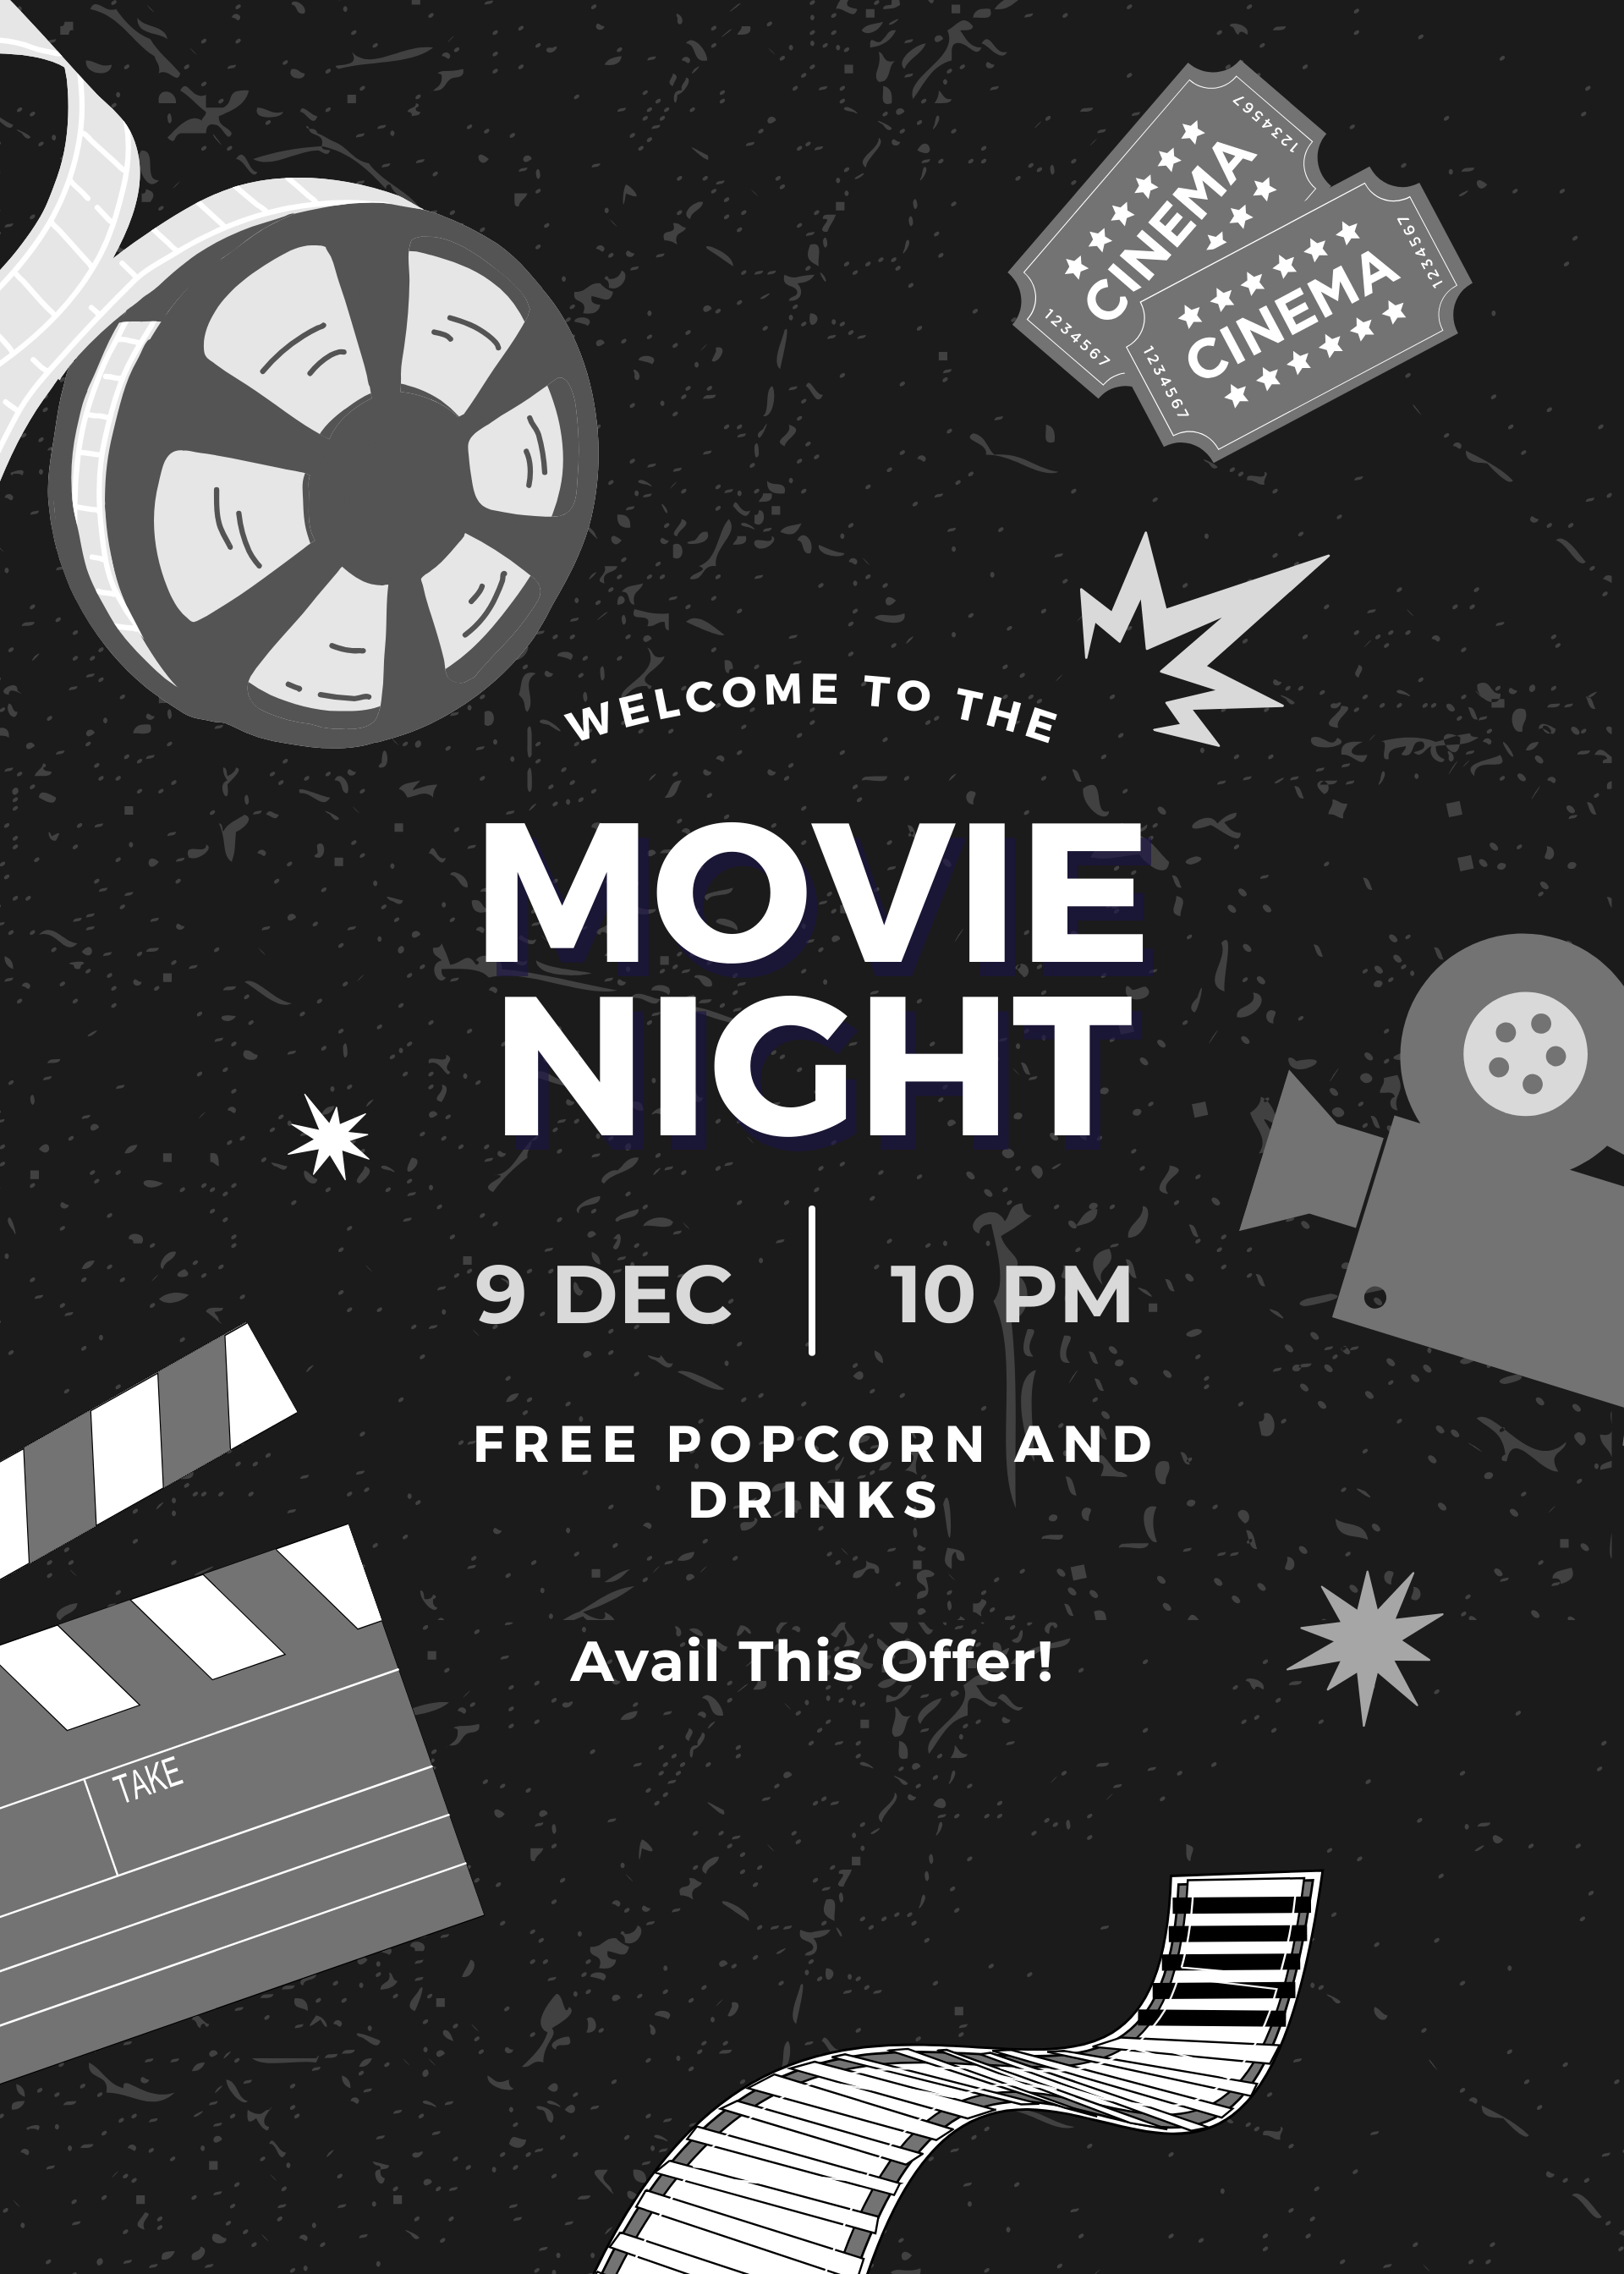 1234567
CINEMA
1234567
1234567
CINEMA
1234567
WELCOME TO THE
MOVIE
NIGHT
9 DEC
10 PM
FREE POPCORN AND
DRINKS
Avail This Offer!
TAKE